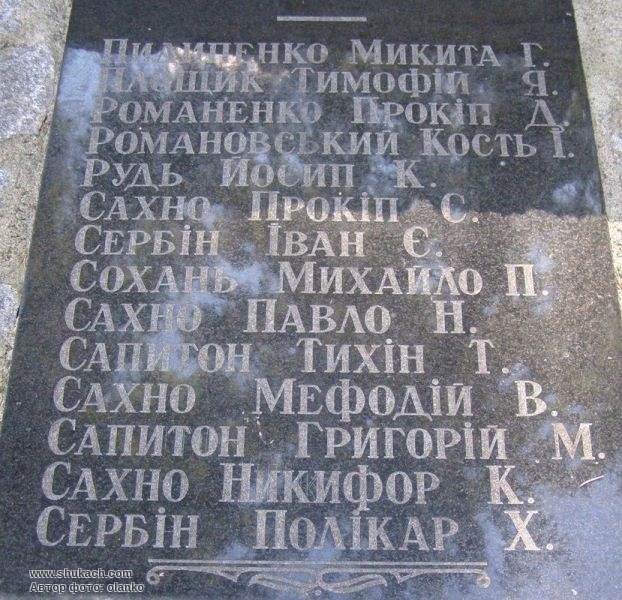 Пилипенко Микита Г.
Площик Тимофій Я.
Романенко Прокіп Д.
Романовський Кость І.
Рудь Йосип К.
Сахно Прокіп С.
Сербін Іван Є.
Сохань Михайло П.
Сахно Павло Н.
Сапитон Тихін Т.
Сахно Мефодій В.
Сапитон Григорій М.
Сахно Никифор К.
Сербін Полікар Х.
www.shukach.com
Автор фото: olanko